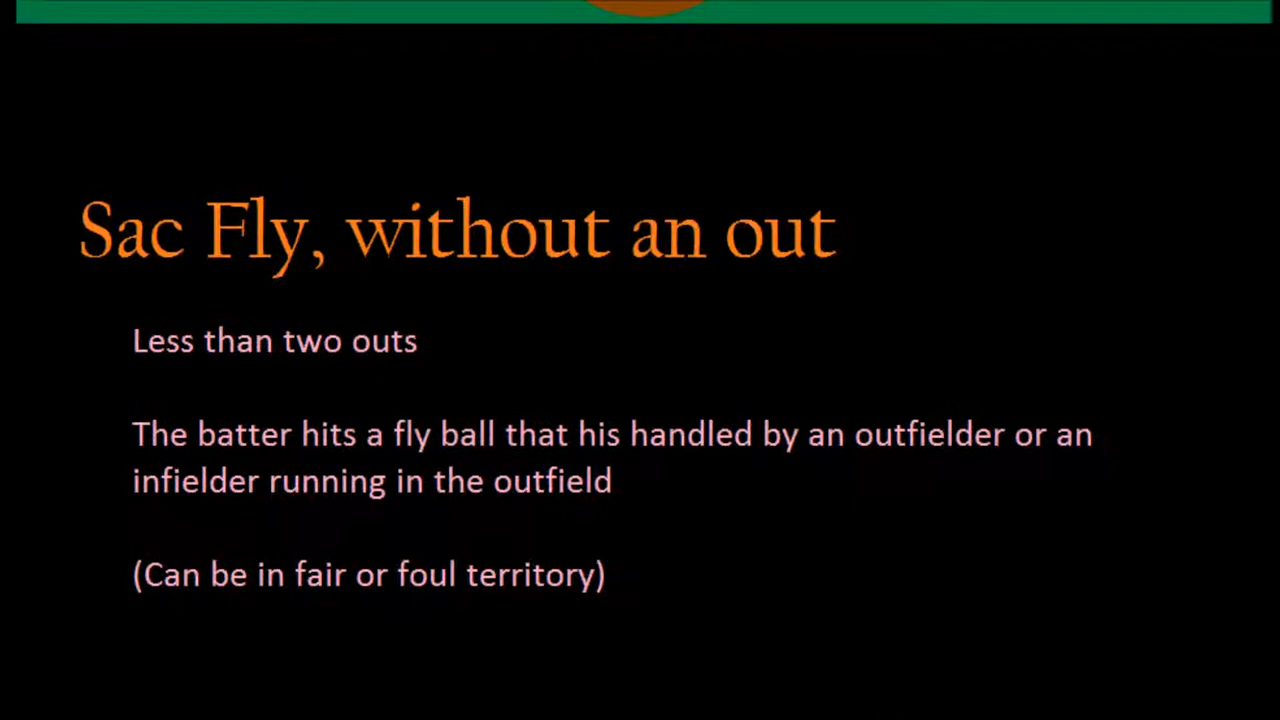 Sac Fly, without an out
Less than two outs
The batter hits a fly ball that his handled by an outfielder or an
infielder running in the outfield
(Can be in fair or foul territory)